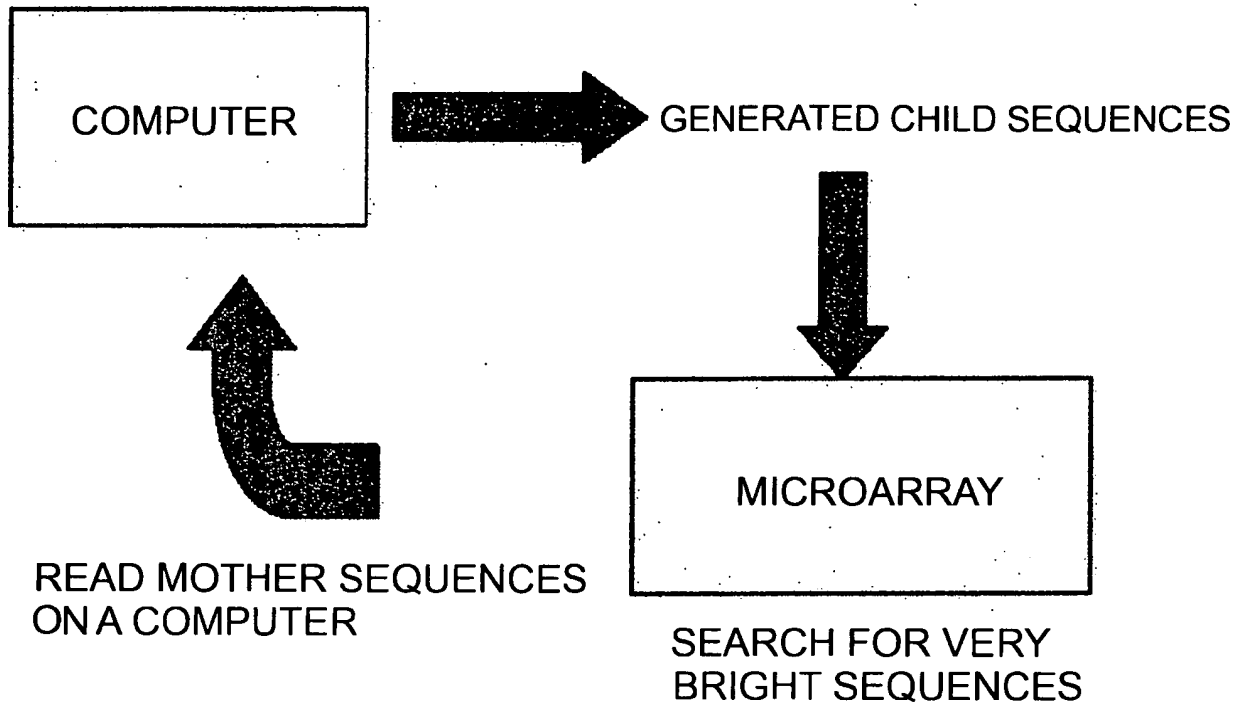 COMPUTER
GENERATED CHILD SEQUENCES
MICROARRAY
READ MOTHER SEQUENCES
ON A COMPUTER
SEARCH FOR VERY
BRIGHT SEQUENCES